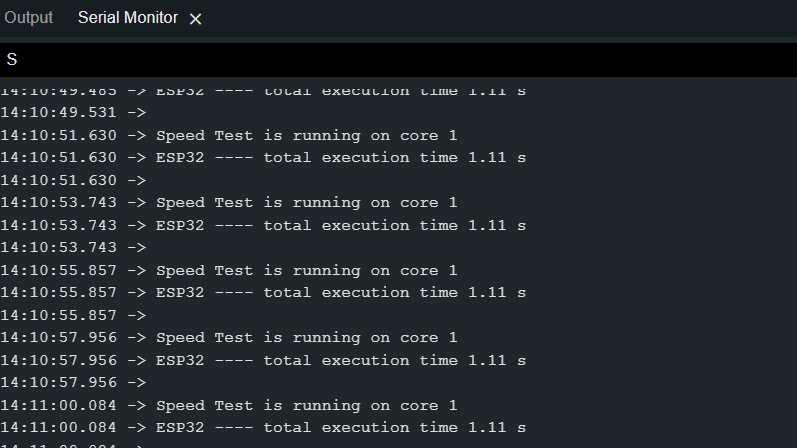 Output
Serial Monitor ×
S
14:10:49.485 -> ESP32 ---- total execution time 1.11 s
14:10:49.531 ->
14:10:51.630 -> Speed Test is running on core 1
14:10:51.630 -> ESP32 ---- total execution time 1.11 s
14:10:51.630 ->
14:10:53.743 -> Speed Test is running on core 1
14:10:53.743 -> ESP32 ---- total execution time 1.11 s
14:10:53.743 ->
14:10:55.857 -> Speed Test is running on core 1
14:10:55.857 -> ESP32 ---- total execution time 1.11 s
14:10:55.857 ->
14:10:57.956 -> Speed Test is running on core 1
14:10:57.956 -> ESP32 ---- total execution time 1.11 s
14:10:57.956 ->
14:11:00.084 -> Speed Test is running on core 1
14:11:00.084 -> ESP32 ---- total execution time 1.11 s